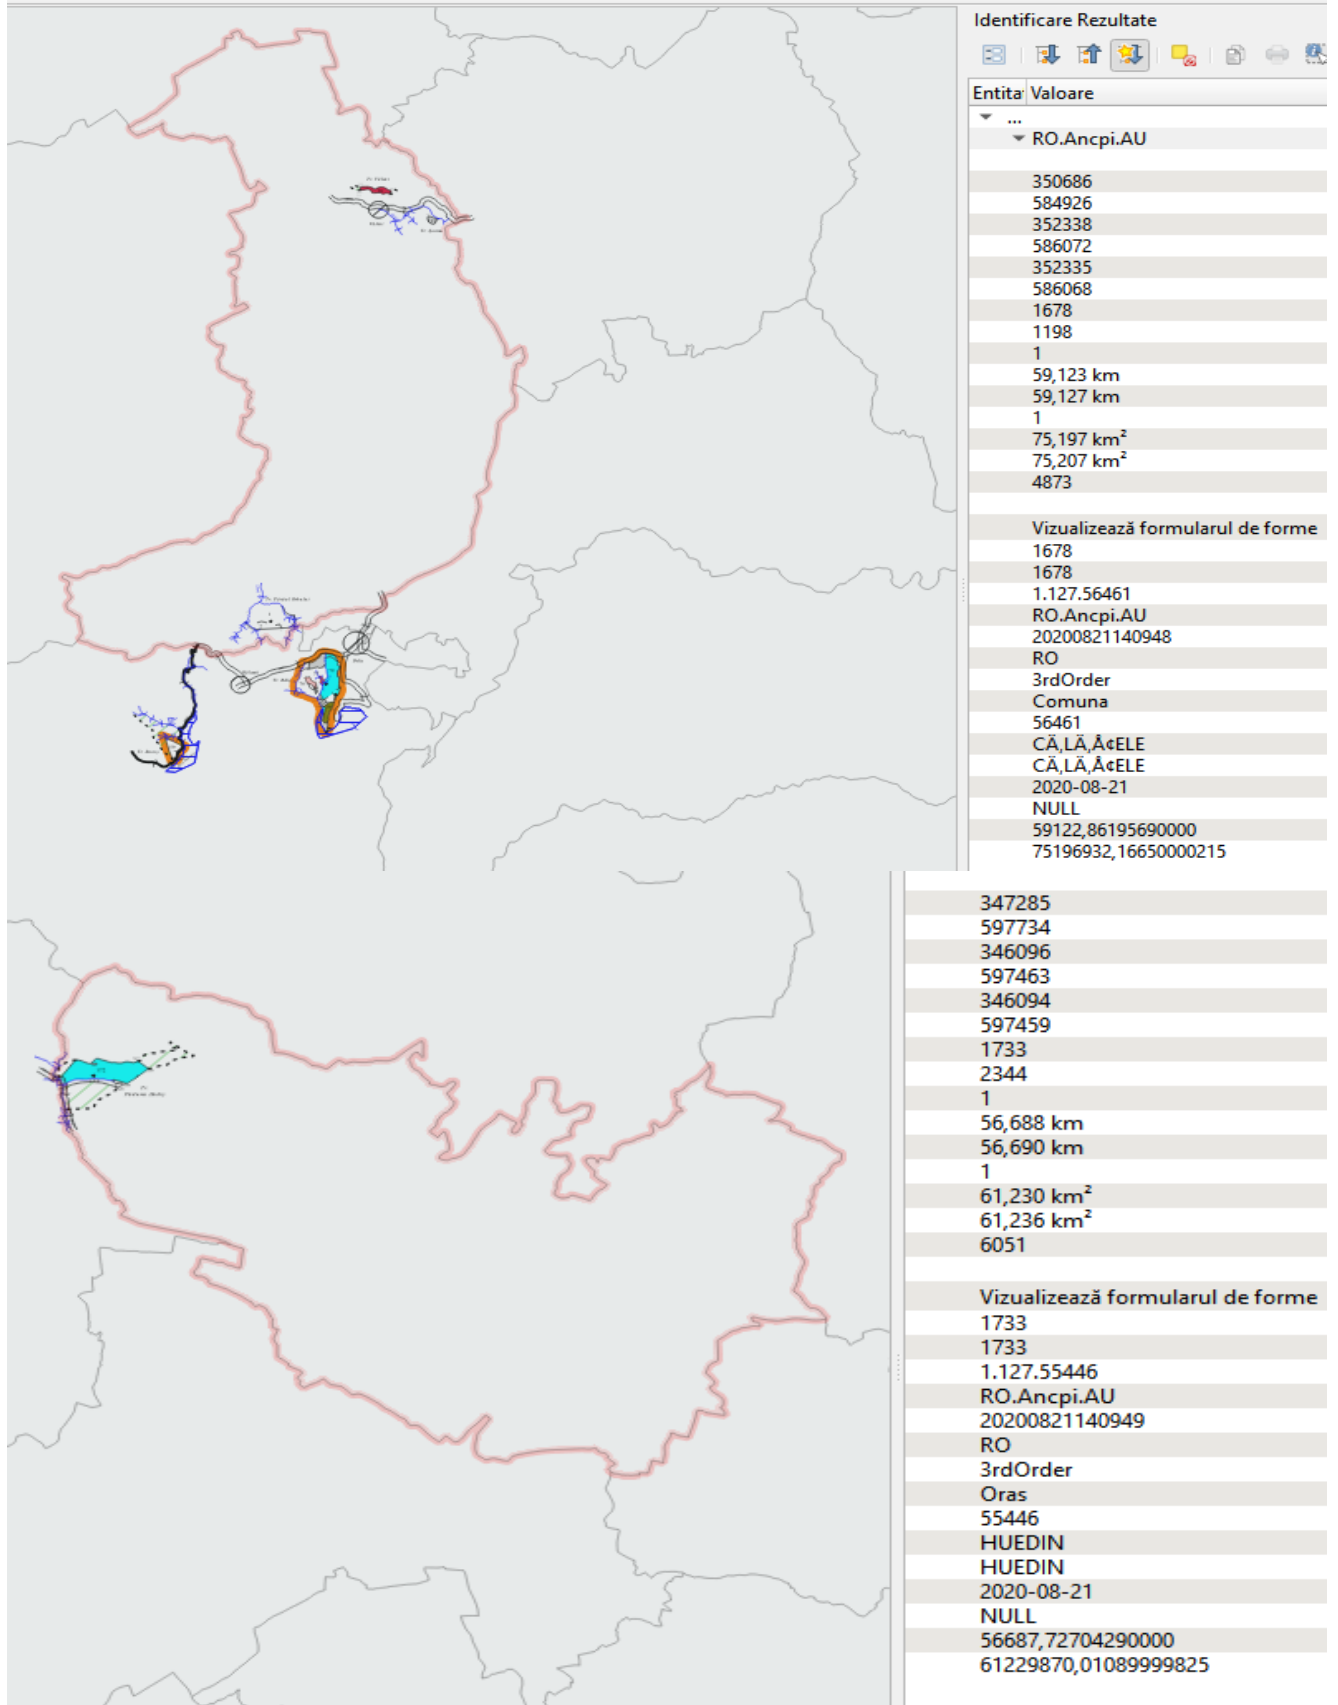 Identificare Rezultate
Entita Valoare
...
RO.Ancpi.AU
350686
584926
352338
586072
352335
586068
1678
1198
1
59,123 km
59,127 km
1
75,197 km²
75,207 km²
4873
Vizualizează formularul de forme
1678
1678
1.127.56461
RO.Ancpi.AU
20200821140948
RO
3rdOrder
Comuna
56461
CÄ‚LÄ‚Å¢ELE
CÄ‚LÄ‚Å¢ELE
2020-08-21
NULL
59122,86195690000
75196932,16650000215
347285
597734
346096
597463
346094
597459
1733
2344
1
56,688 km
56,690 km
1
61,230 km²
61,236 km²
6051
Vizualizează formularul de forme
1733
1733
1.127.55446
RO.Ancpi.AU
20200821140949
RO
3rdOrder
Oras
55446
HUEDIN
HUEDIN
2020-08-21
NULL
56687,72704290000
61229870,01089999825